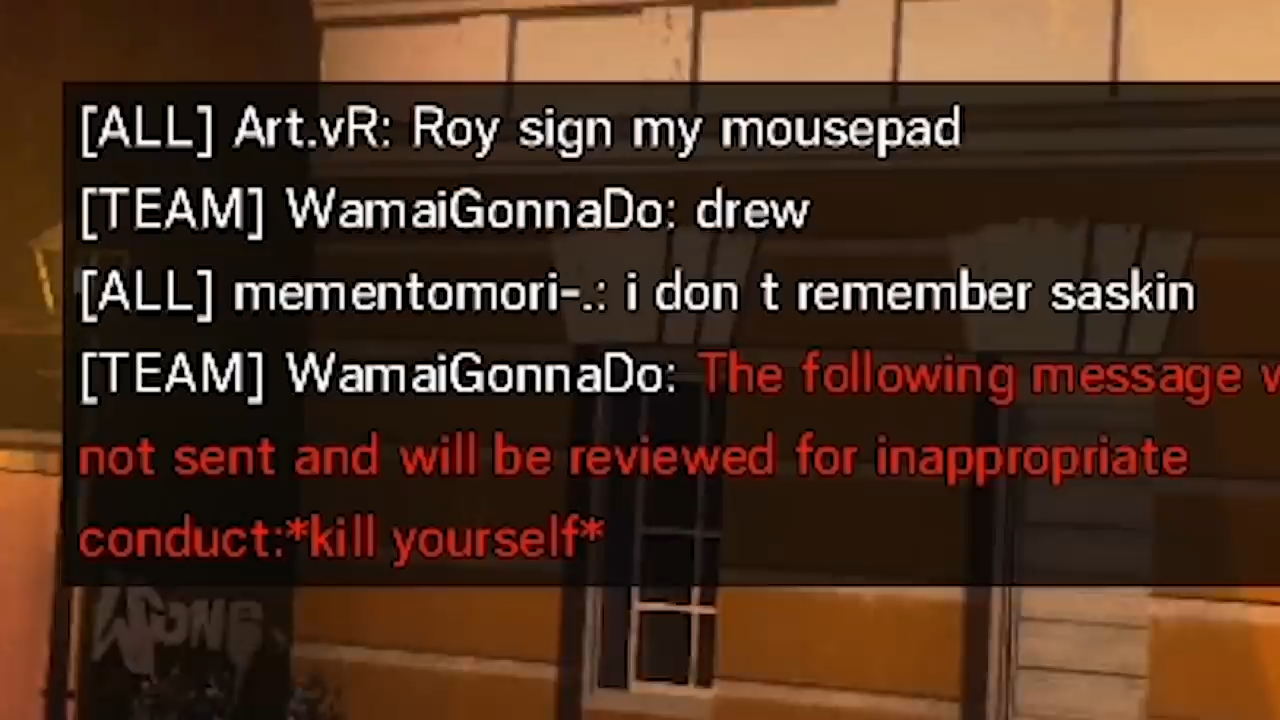 [ALL] Art.vR: Roy sign my mousepad
[TEAM] WamaiGonnaDo: drew
[ALL] mementomori-.: i don t remember saskin
[TEAM] WamaiGonnaDo: The following message
not sent and will be reviewed for inappropriate
conduct:*kill yourself*